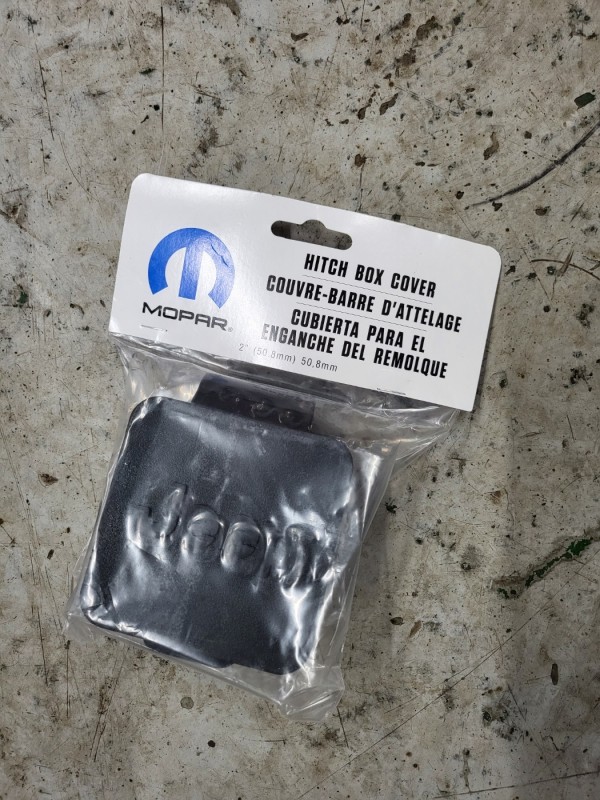 MOPAR®
HITCH BOX COVER
COUVRE-BARRE D'ATTELAGE
CUBIERTA PARA EL
ENGANCHE DEL REMOLQUE
2" (50,8mm) 50,8mm
Jeep